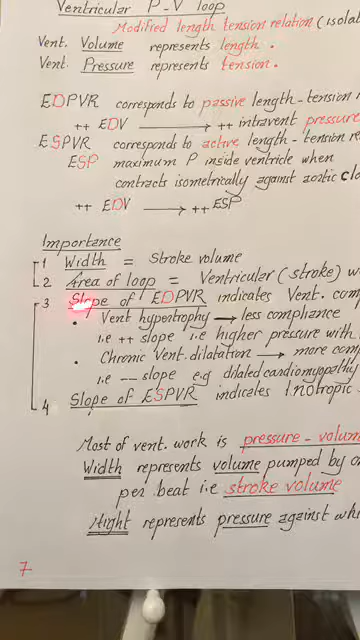 Ventricular P-V loop
Modified length tension relation (isola
Vent. Volume represents length.
Vent. Pressure represents tension.
EDPVR corresponds to passive length-tension
++ EDV → ++ intravent pressure
ESPVR corresponds to active length-tension re
ESP maximum P inside ventricle when
contracts isometrically against aortic clo
++ EDV → ++ ESP
Importance
1 Width = Stroke volume
2 Area of loop = Ventricular (stroke) w
3 Slope of EDPVR indicates Vent. com
• Vent hypertrophy → less compliance
i.e ++ slope i.e higher pressure with
• Chronic Vent. dilatation → more comp
i.e -- slope e.g dilated cardiomyopathy
4 Slope of ESPVR indicates Inotropic
Most of vent. work is pressure-volum
Width represents volume pumped by
per beat i.e stroke volume
Hight represents pressure against whi
7